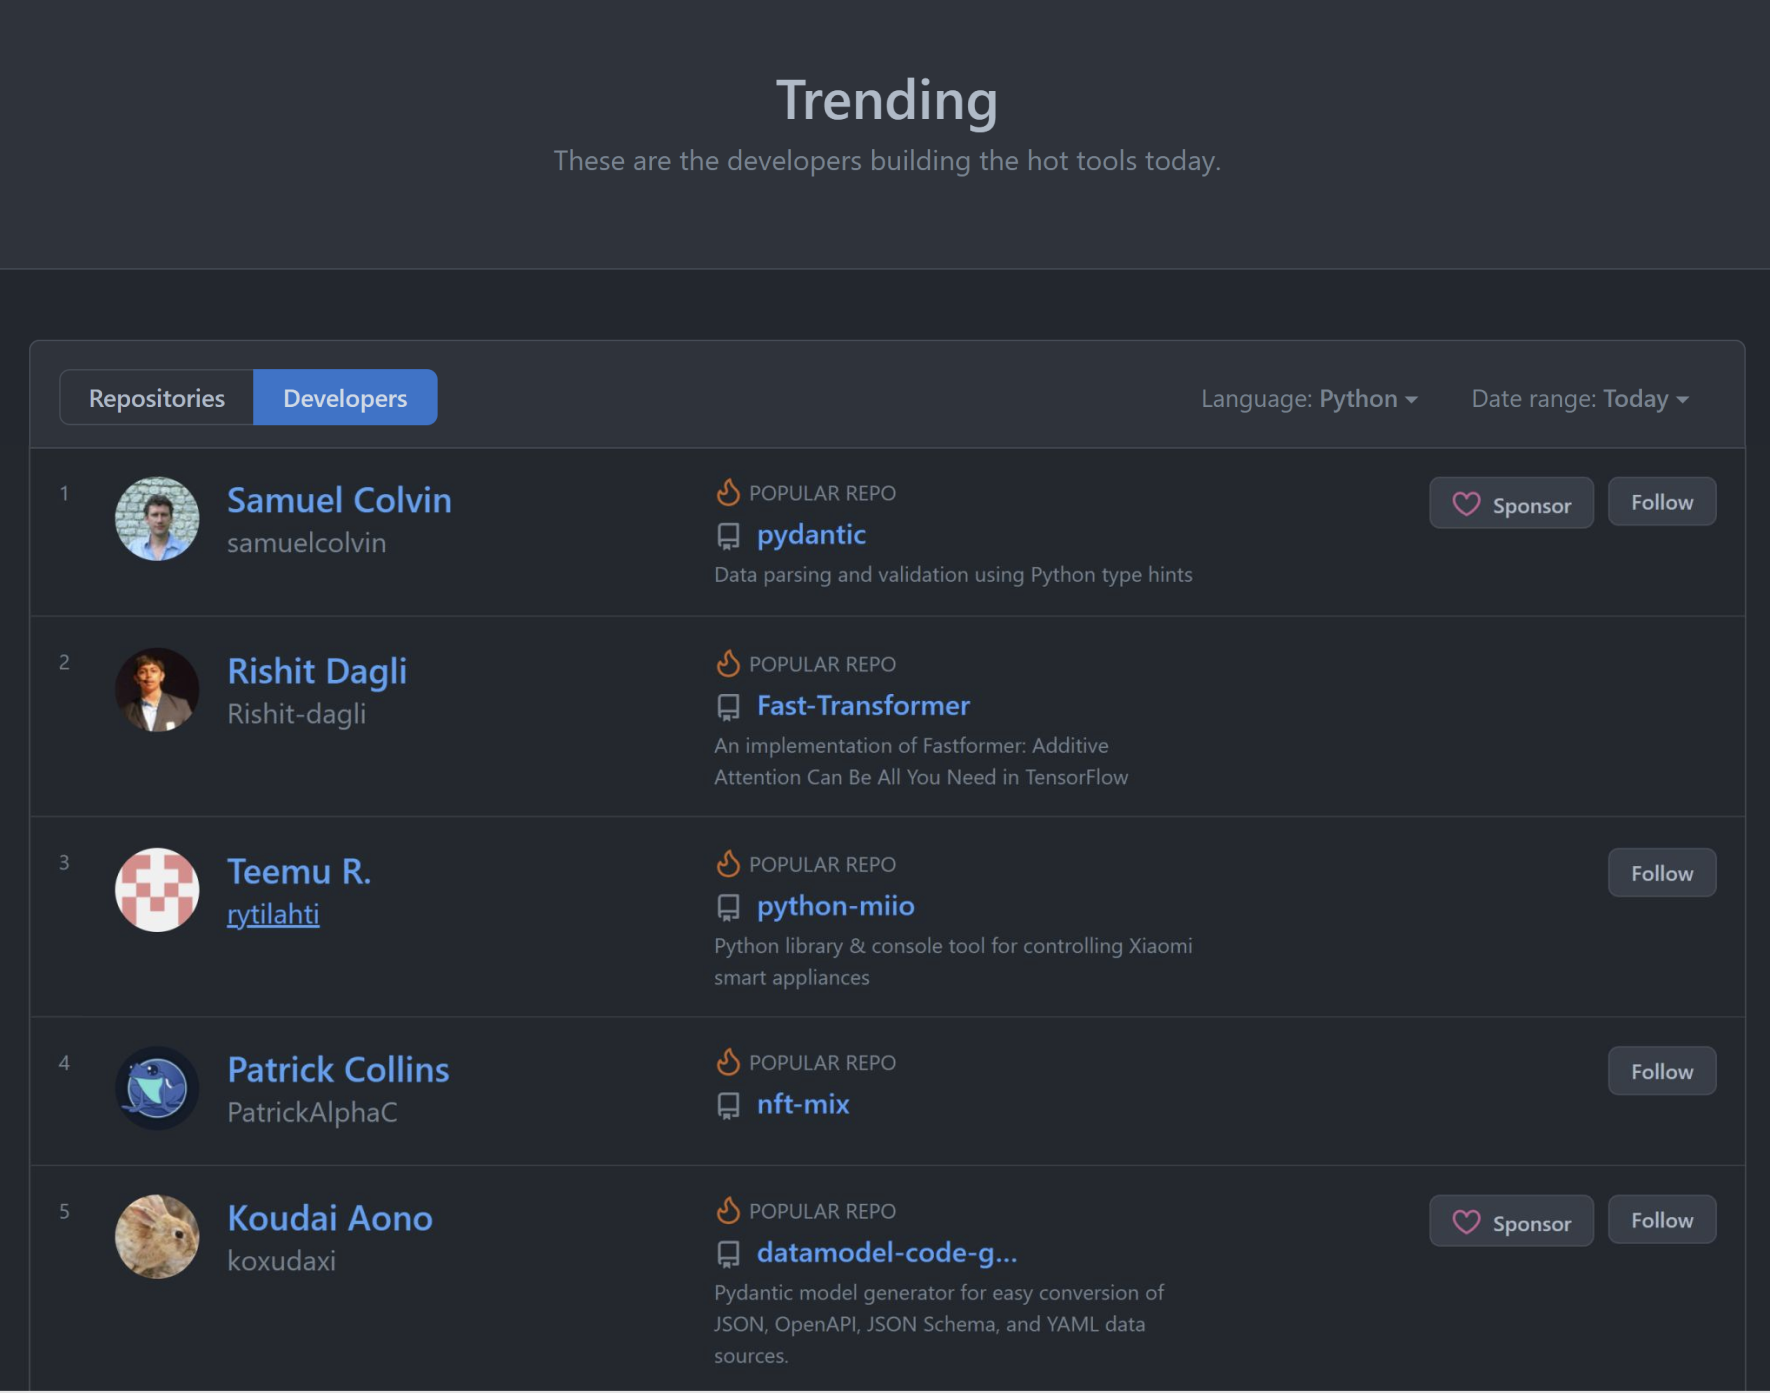 Trending
These are the developers building the hot tools today.
Repositories
Developers
Language: Python
Date range: Today
1
Samuel Colvin
samuelcolvin
POPULAR REPO
pydantic
Data parsing and validation using Python type hints
Sponsor
Follow
2
Rishit Dagli
Rishit-dagli
POPULAR REPO
Fast-Transformer
An implementation of Fastformer: Additive
Attention Can Be All You Need in TensorFlow
3
Teemu R.
rytilahti
POPULAR REPO
python-miio
Python library & console tool for controlling Xiaomi
smart appliances
Follow
4
Patrick Collins
PatrickAlphaC
POPULAR REPO
nft-mix
Follow
5
Koudai Aono
koxudaxi
POPULAR REPO
datamodel-code-g...
Pydantic model generator for easy conversion of
JSON, OpenAPI, JSON Schema, and YAML data
sources.
Sponsor
Follow